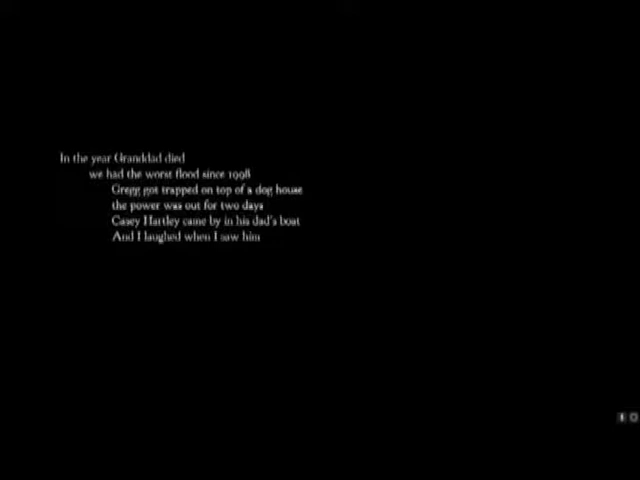 In the year Granddad died
we had the worst flood since 1998
Gregg got trapped on top of a dog house
the power was out for two days
Casey Hartley came by in his dad's boat
And I laughed when I saw him